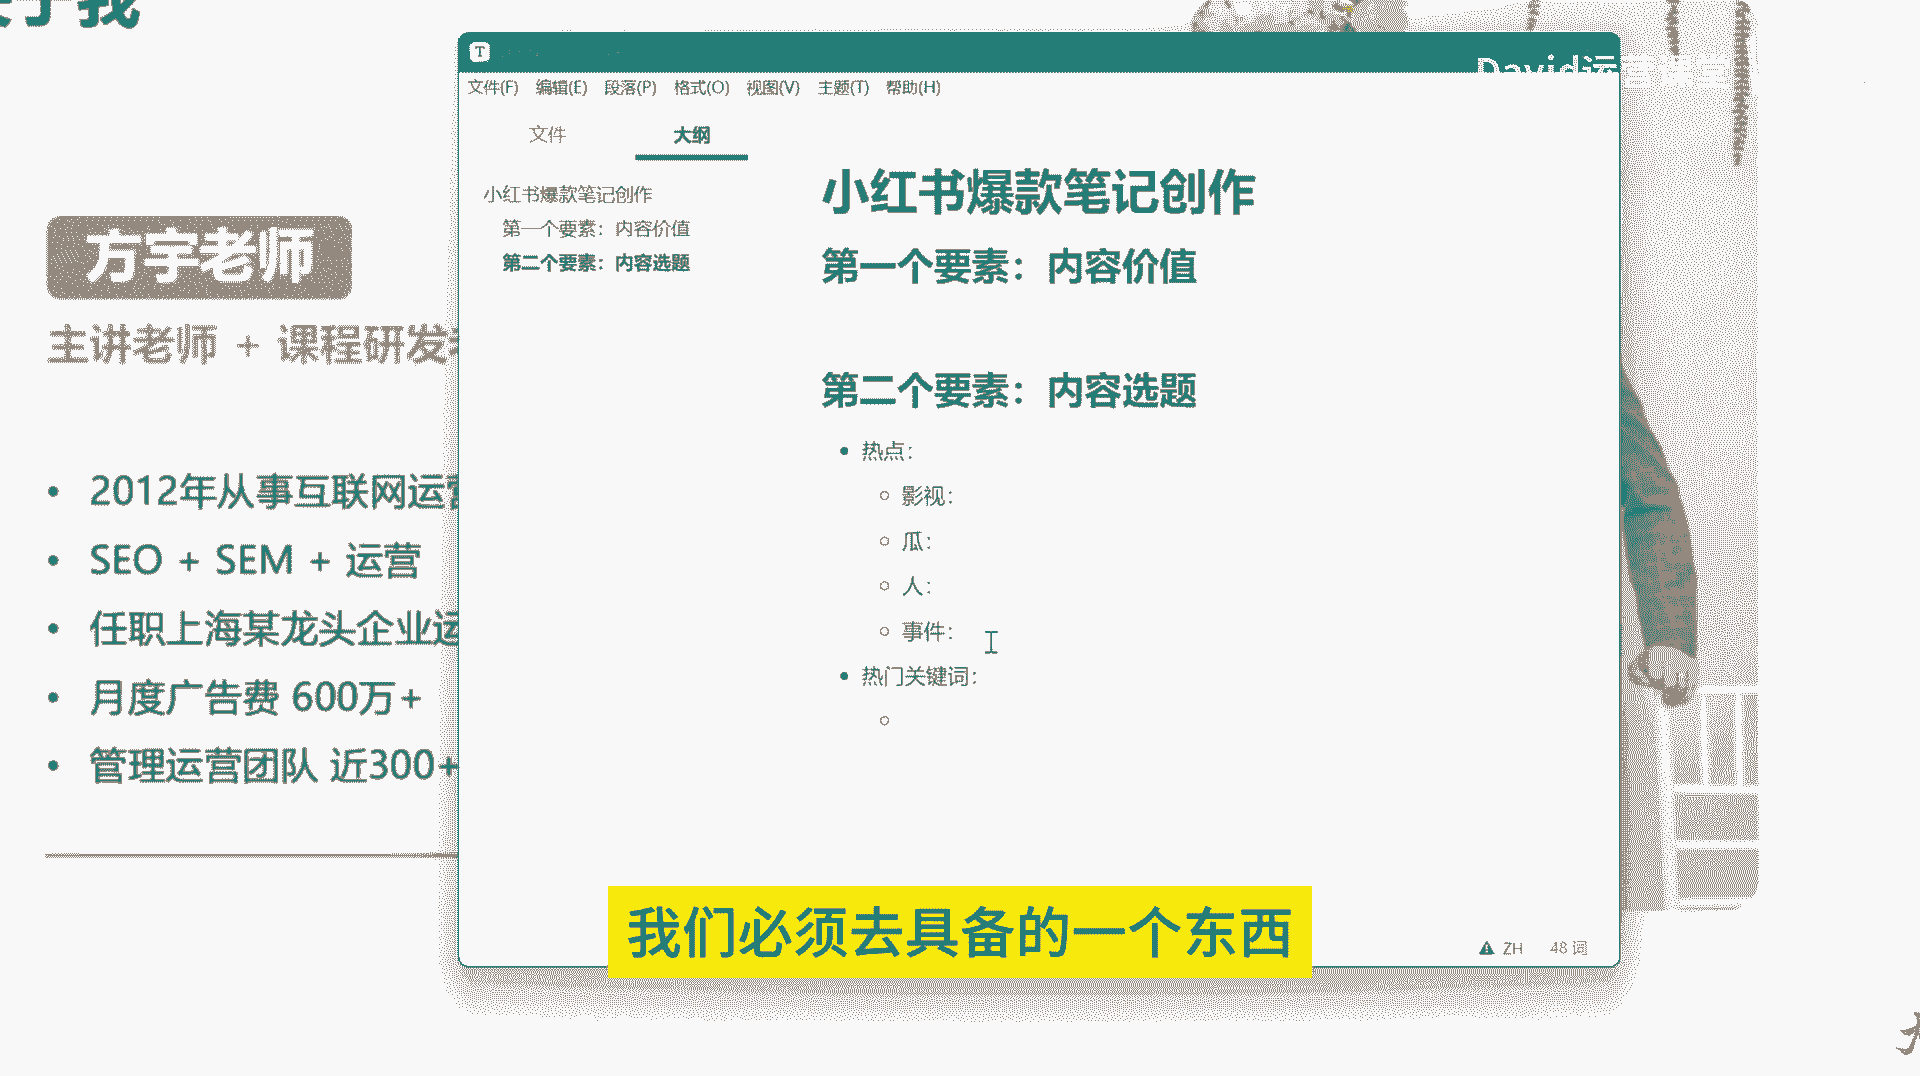 于我
方宇老师
主讲老师 + 课程研发
2012年从事互联网运营
SEO + SEM + 运营
任职上海某龙头企业运
月度广告费 600万+
管理运营团队 近300+
T
David运营
文件(F) 编辑(E) 段落(P) 格式(O) 视图(V) 主题(T) 帮助(H)
文件 大纲
小红书爆款笔记创作
第一个要素：内容价值
第二个要素：内容选题
小红书爆款笔记创作
第一个要素：内容价值
第二个要素：内容选题
热点：
影视：
瓜：
人：
事件：
热门关键词：
我们必须去具备的一个东西
ZH 48 词